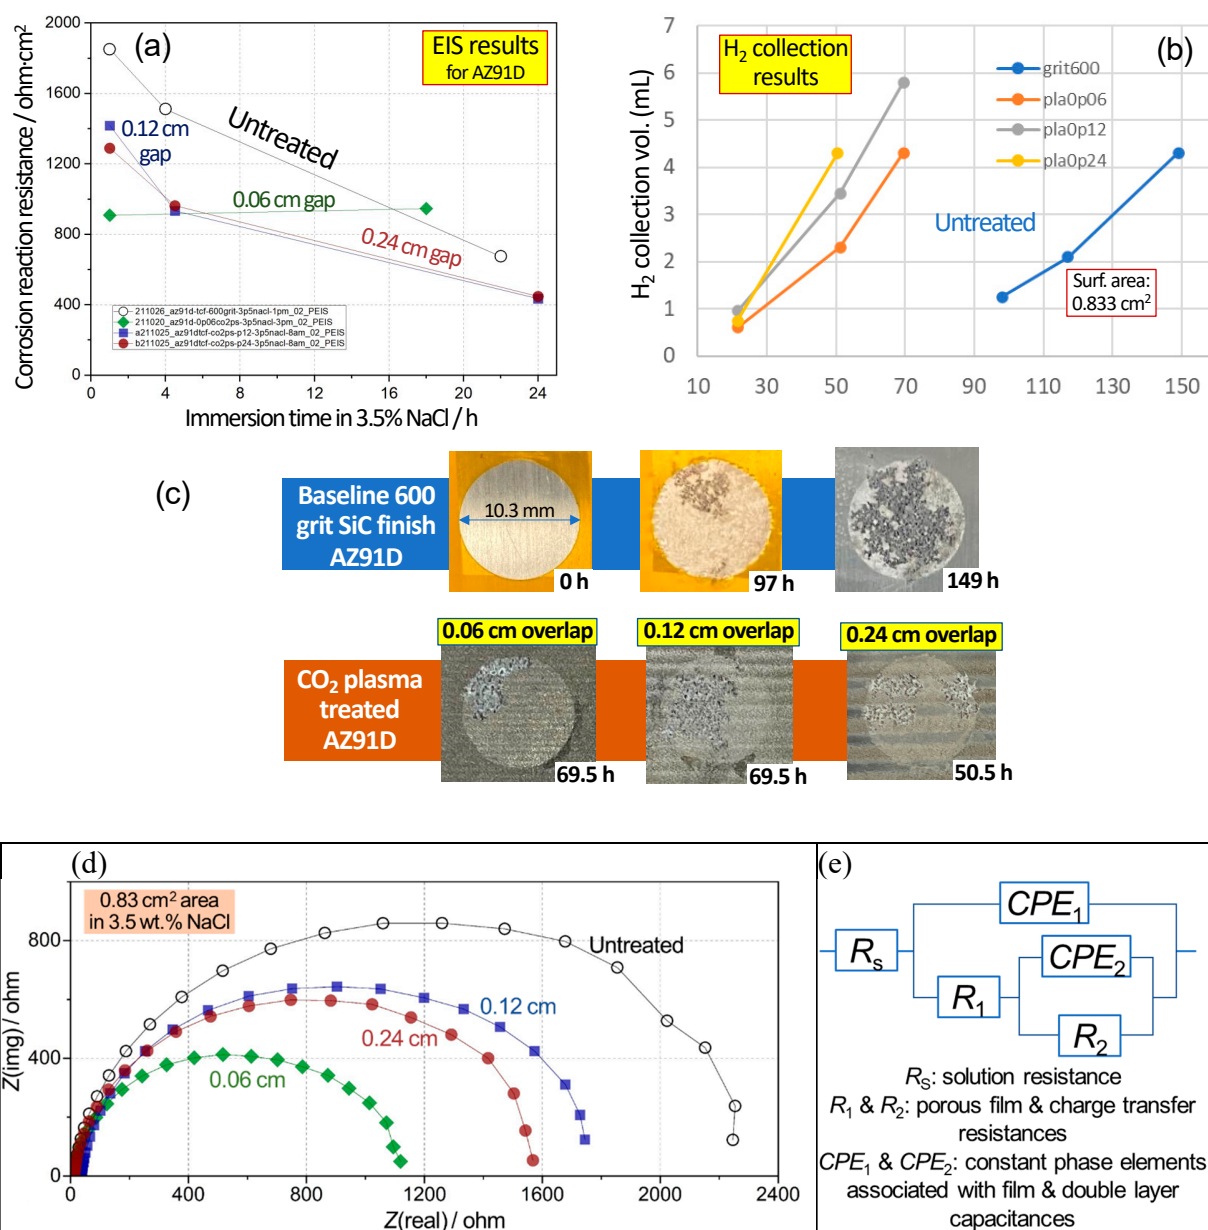 (a)
EIS results
for AZ91D
Corrosion reaction resistance / ohm·cm²
2000
1600
1200
800
400
0
0.12 cm
gap
Untreated
0.06 cm gap
0.24 cm gap
211026_az91d-tcf-600grit-3p5nacl-1pm_02_PEIS
211020_az91d-0p06co2ps-3p5nacl-3pm_02_PEIS
a211025_az91dtcf-co2ps-p12-3p5nacl-8am_02_PEIS
b211025_az91dtcf-co2ps-p24-3p5nacl-8am_02_PEIS
0 4 8 12 16 20 24
Immersion time in 3.5% NaCl / h
(b)
H₂ collection
results
H₂ collection vol. (mL)
7
6
5
4
3
2
1
0
grit600
pla0p06
pla0p12
pla0p24
Untreated
Surf. area:
0.833 cm²
10 30 50 70 90 110 130 150
(c)
Baseline 600
grit SiC finish
AZ91D
10.3 mm
0 h
97 h
149 h
0.06 cm overlap
0.12 cm overlap
0.24 cm overlap
CO₂ plasma
treated
AZ91D
69.5 h
69.5 h
50.5 h
(d)
0.83 cm² area
in 3.5 wt.% NaCl
Z(img) / ohm
800
400
0
Untreated
0.12 cm
0.24 cm
0.06 cm
0 400 800 1200 1600 2000 2400
Z(real) / ohm
(e)
CPE₁
Rₛ
CPE₂
R₁
R₂
R_S: solution resistance
R₁ & R₂: porous film & charge transfer
resistances
CPE₁ & CPE₂: constant phase elements
associated with film & double layer
capacitances